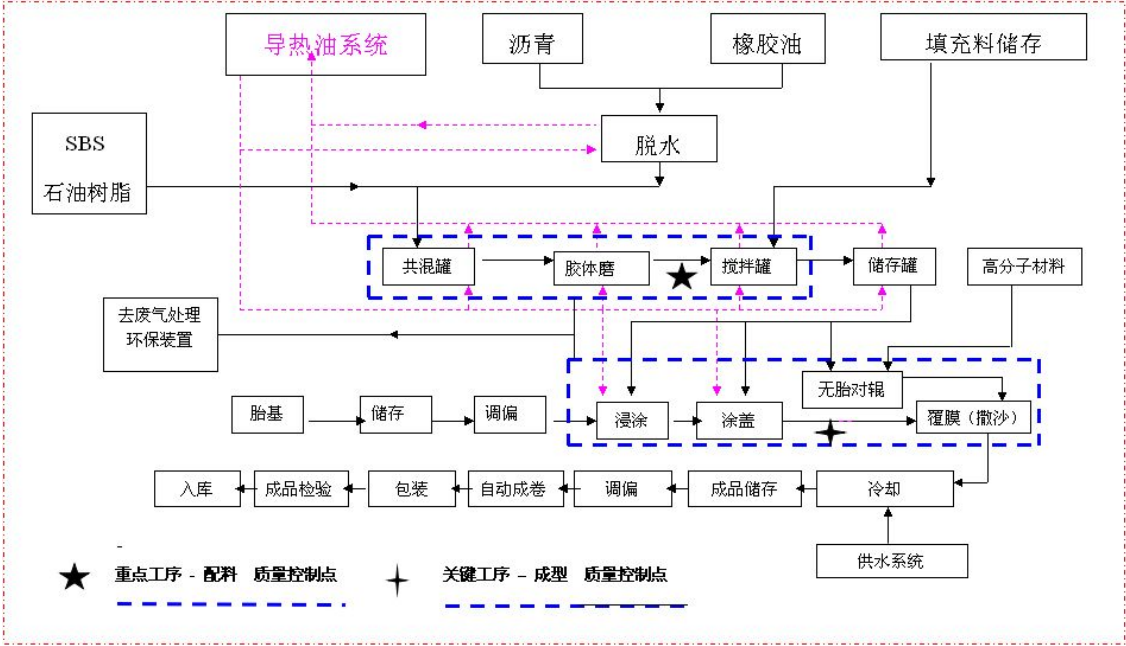 导热油系统
沥青
橡胶油
填充料储存
SBS
石油树脂
脱水
共混罐
胶体磨
搅拌罐
储存罐
高分子材料
去废气处理
环保装置
无胎对辊
胎基
储存
调偏
浸涂
涂盖
覆膜（撒沙）
入库
成品检验
包装
自动成卷
调偏
成品储存
冷却
供水系统
-
重点工序 - 配料 质量控制点
关键工序 – 成型 质量控制点